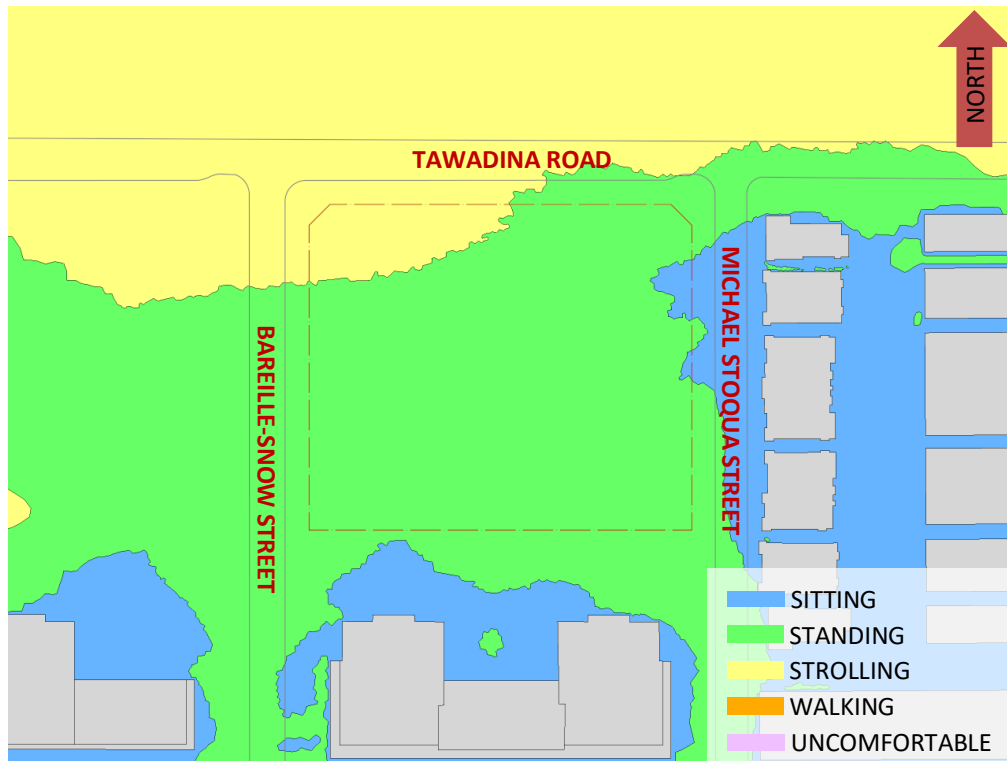 NORTH
TAWADINA ROAD
MICHAEL STOQUA STREET
BAREILLE-SNOW STREET
SITTING
STANDING
STROLLING
WALKING
UNCOMFORTABLE